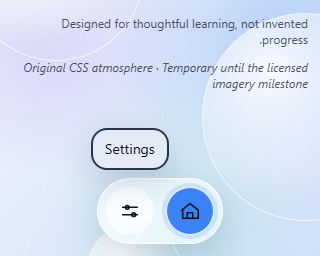 Designed for thoughtful learning, not invented
.progress
Original CSS atmosphere · Temporary until the licensed
imagery milestone
Settings